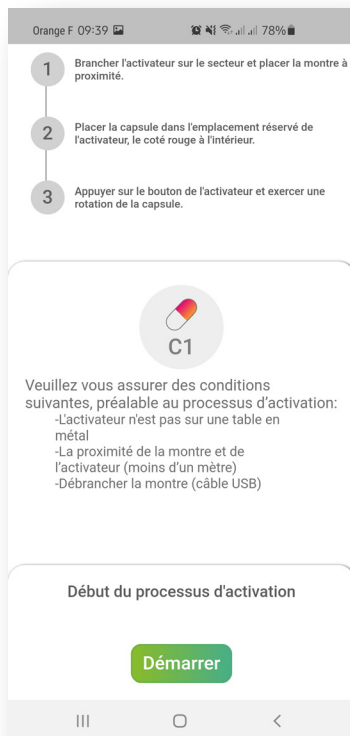 Orange F 09:39 78%
1 Brancher l'activateur sur le secteur et placer la montre à
proximité.
2 Placer la capsule dans l'emplacement réservé de
l'activateur, le coté rouge à l'intérieur.
3 Appuyer sur le bouton de l'activateur et exercer une
rotation de la capsule.
C1
Veuillez vous assurer des conditions
suivantes, préalable au processus d'activation:
-L'activateur n'est pas sur une table en
métal
-La proximité de la montre et de
l'activateur (moins d'un mètre)
-Débrancher la montre (câble USB)
Début du processus d'activation
Démarrer